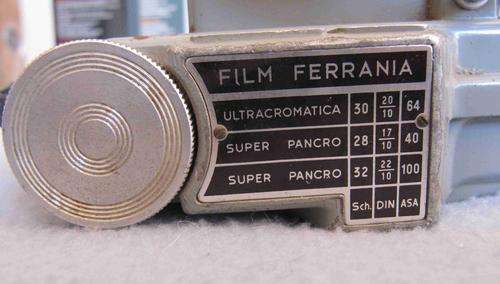 FILM FERRANIA
ULTRACROMATICA 30 20/10 64
SUPER PANCRO 28 17/10 40
SUPER PANCRO 32 22/10 100
Sch. DIN ASA